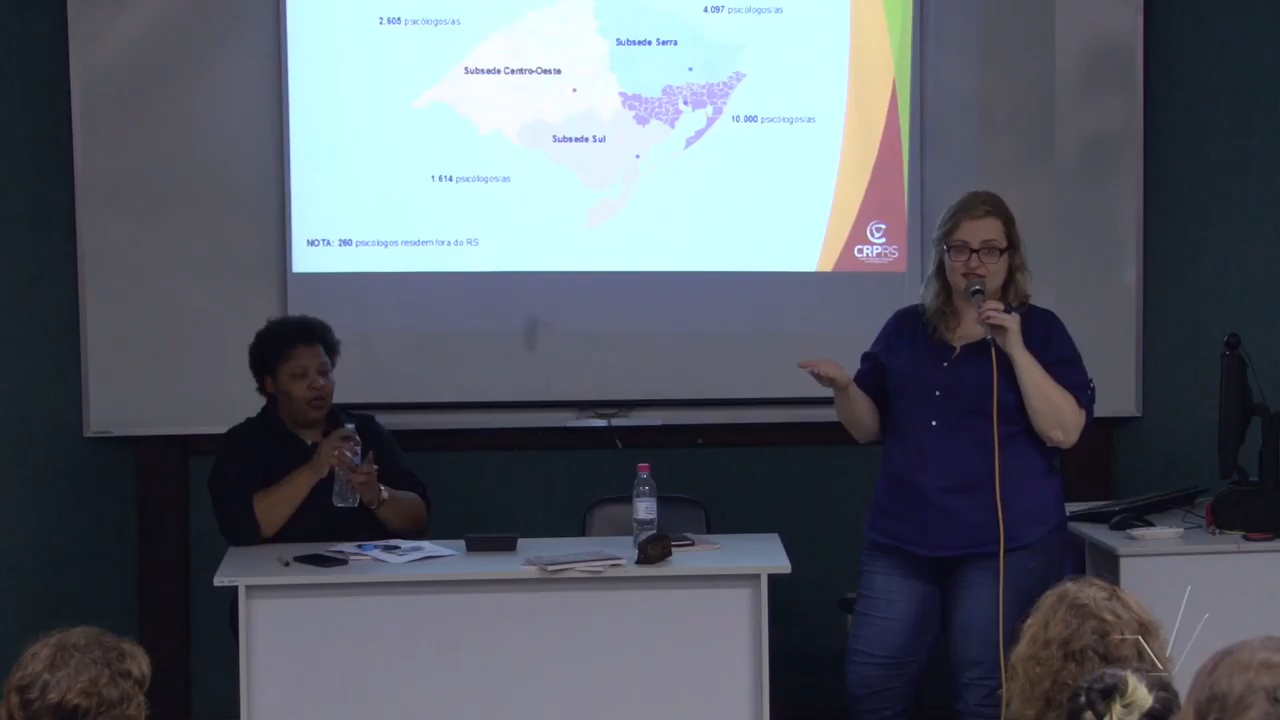 2.605 psicólogos/as
4.097 psicólogos/as
Subsede Serra
Subsede Centro-Oeste
10.000 psicólogos/as
Subsede Sul
1.614 psicólogos/as
NOTA: 260 psicólogos residem fora do RS
CRPRS